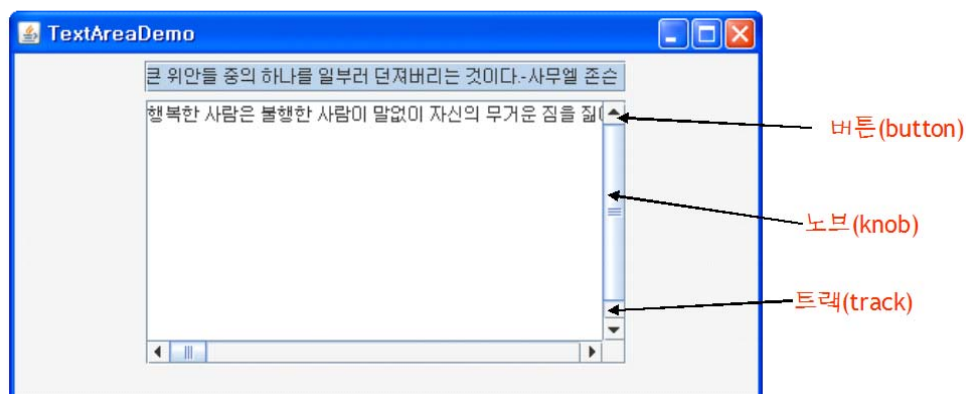 TextAreaDemo
큰 위안들 중의 하나를 일부러 던져버리는 것이다.-사무엘 존슨
행복한 사람은 불행한 사람이 말없이 자신의 무거운 짐을 짊
버튼(button)
노브(knob)
트랙(track)